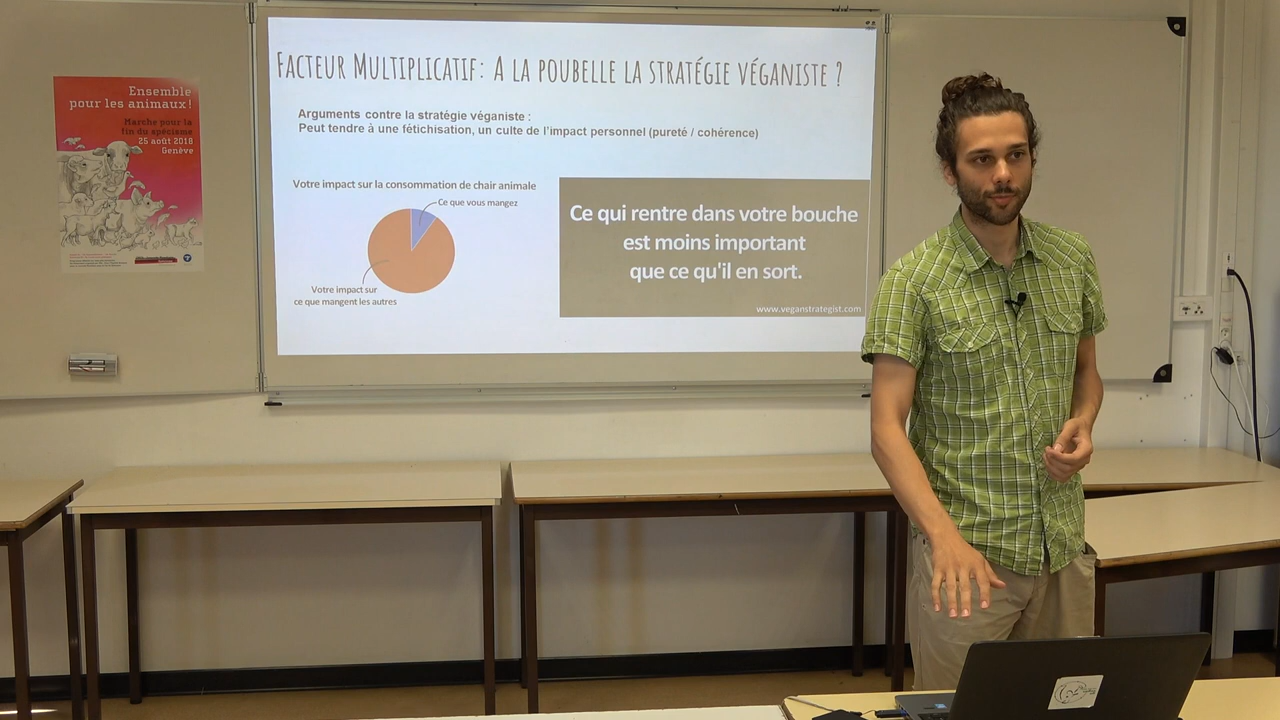 Ensemble
pour les animaux!
Marche pour la
fin du spécisme
25 août 2018
Genève
FACTEUR MULTIPLICATIF: A LA POUBELLE LA STRATÉGIE VÉGANISTE ?
Arguments contre la stratégie véganiste :
Peut tendre à une fétichisation, un culte de l'impact personnel (pureté / cohérence)
Votre impact sur la consommation de chair animale
Ce que vous mangez
Votre impact sur
ce que mangent les autres
Ce qui rentre dans votre bouche
est moins important
que ce qu'il en sort.
www.veganstrategist.com